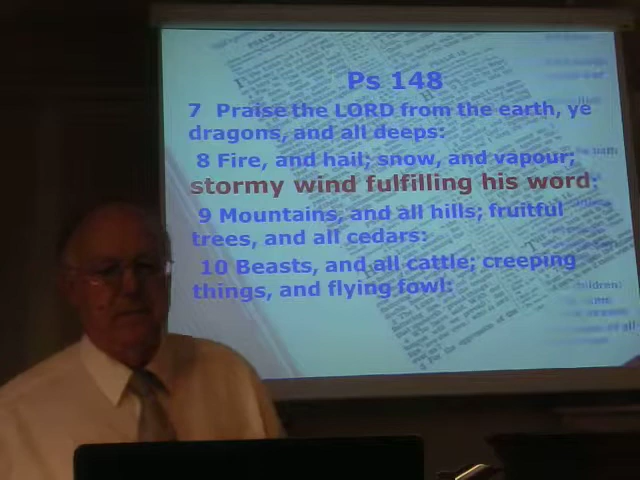 Ps 148
7 Praise the LORD from the earth, ye
dragons, and all deeps:
8 Fire, and hail; snow, and vapour;
stormy wind fulfilling his word:
9 Mountains, and all hills; fruitful
trees, and all cedars:
10 Beasts, and all cattle; creeping
things, and flying fowl: